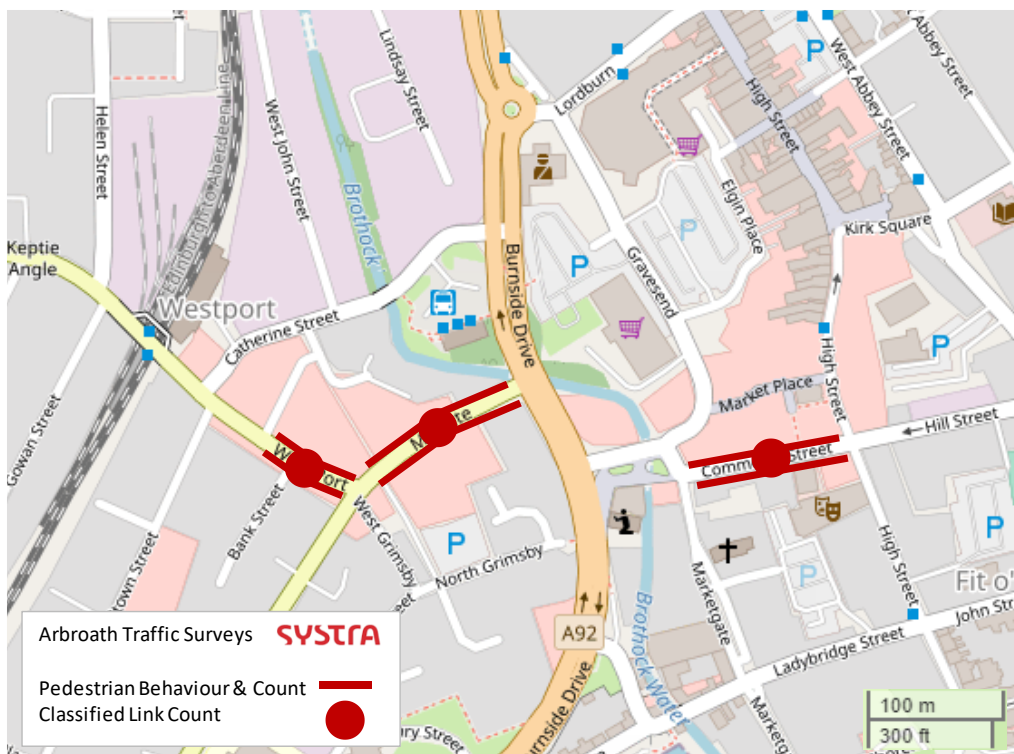 Helen Street
West John Street
Lindsay Street
Lordburn
High Street
West Abbey Street
Abbey Street
P
Edinburgh to Aberdeen Line
Brothock
Burnside Drive
P
Gravesend
P
Elgin Place
Kirk Square
Keptie
Angle
Westport
Catherine Street
High Street
P
Market Place
Hill Street
Gowan Street
Bank Street
West Grimsby
P
North Grimsby
Street
Marketgate
P
High Street
P
Fit o'
John St
Ladybridge Street
A92
Brothock Water
Burnside Drive
Arbroath Traffic Surveys SYSTRA
Pedestrian Behaviour & Count
Classified Link Count
100 m
300 ft